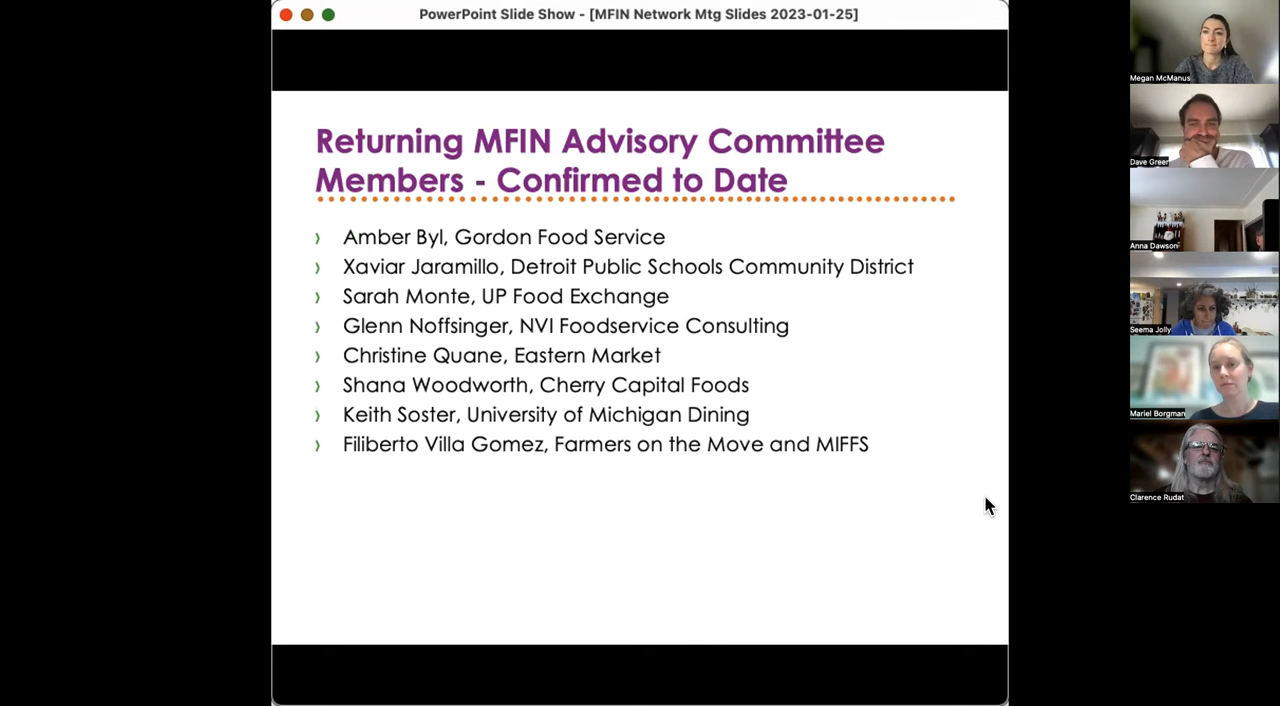 PowerPoint Slide Show - [MFIN Network Mtg Slides 2023-01-25]
Returning MFIN Advisory Committee
Members - Confirmed to Date
› Amber Byl, Gordon Food Service
› Xaviar Jaramillo, Detroit Public Schools Community District
› Sarah Monte, UP Food Exchange
› Glenn Noffsinger, NVI Foodservice Consulting
› Christine Quane, Eastern Market
› Shana Woodworth, Cherry Capital Foods
› Keith Soster, University of Michigan Dining
› Filiberto Villa Gomez, Farmers on the Move and MIFFS
Megan McManus
Dave Greer
Anna Dawson
Seema Jolly
Mariel Borgman
Clarence Rudat